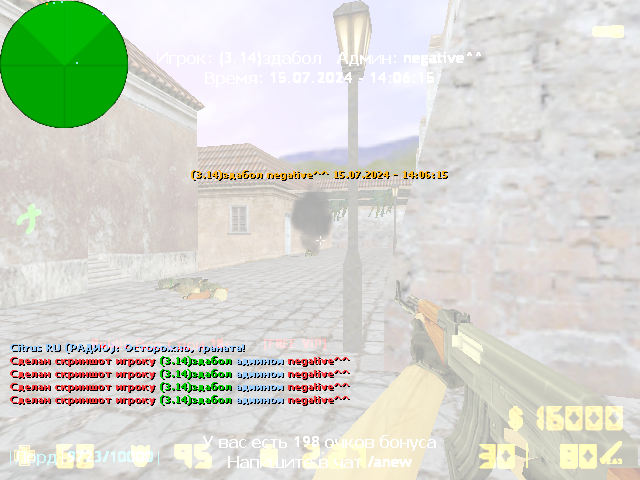 Игрок: (3.14)здабол Админ: negative^^
Время: 15.07.2024 - 14:06:15
(3.14)здабол negative^^ 15.07.2024 - 14:06:15
Citrus RU (РАДИО): Осторожно, граната!
Сделан скриншот игроку (3.14)здабол админом negative^^
Сделан скриншот игроку (3.14)здабол админом negative^^
Сделан скриншот игроку (3.14)здабол админом negative^^
Сделан скриншот игроку (3.14)здабол админом negative^^
$ 16000
У вас есть 198 очков бонуса
95
30 80
/anew